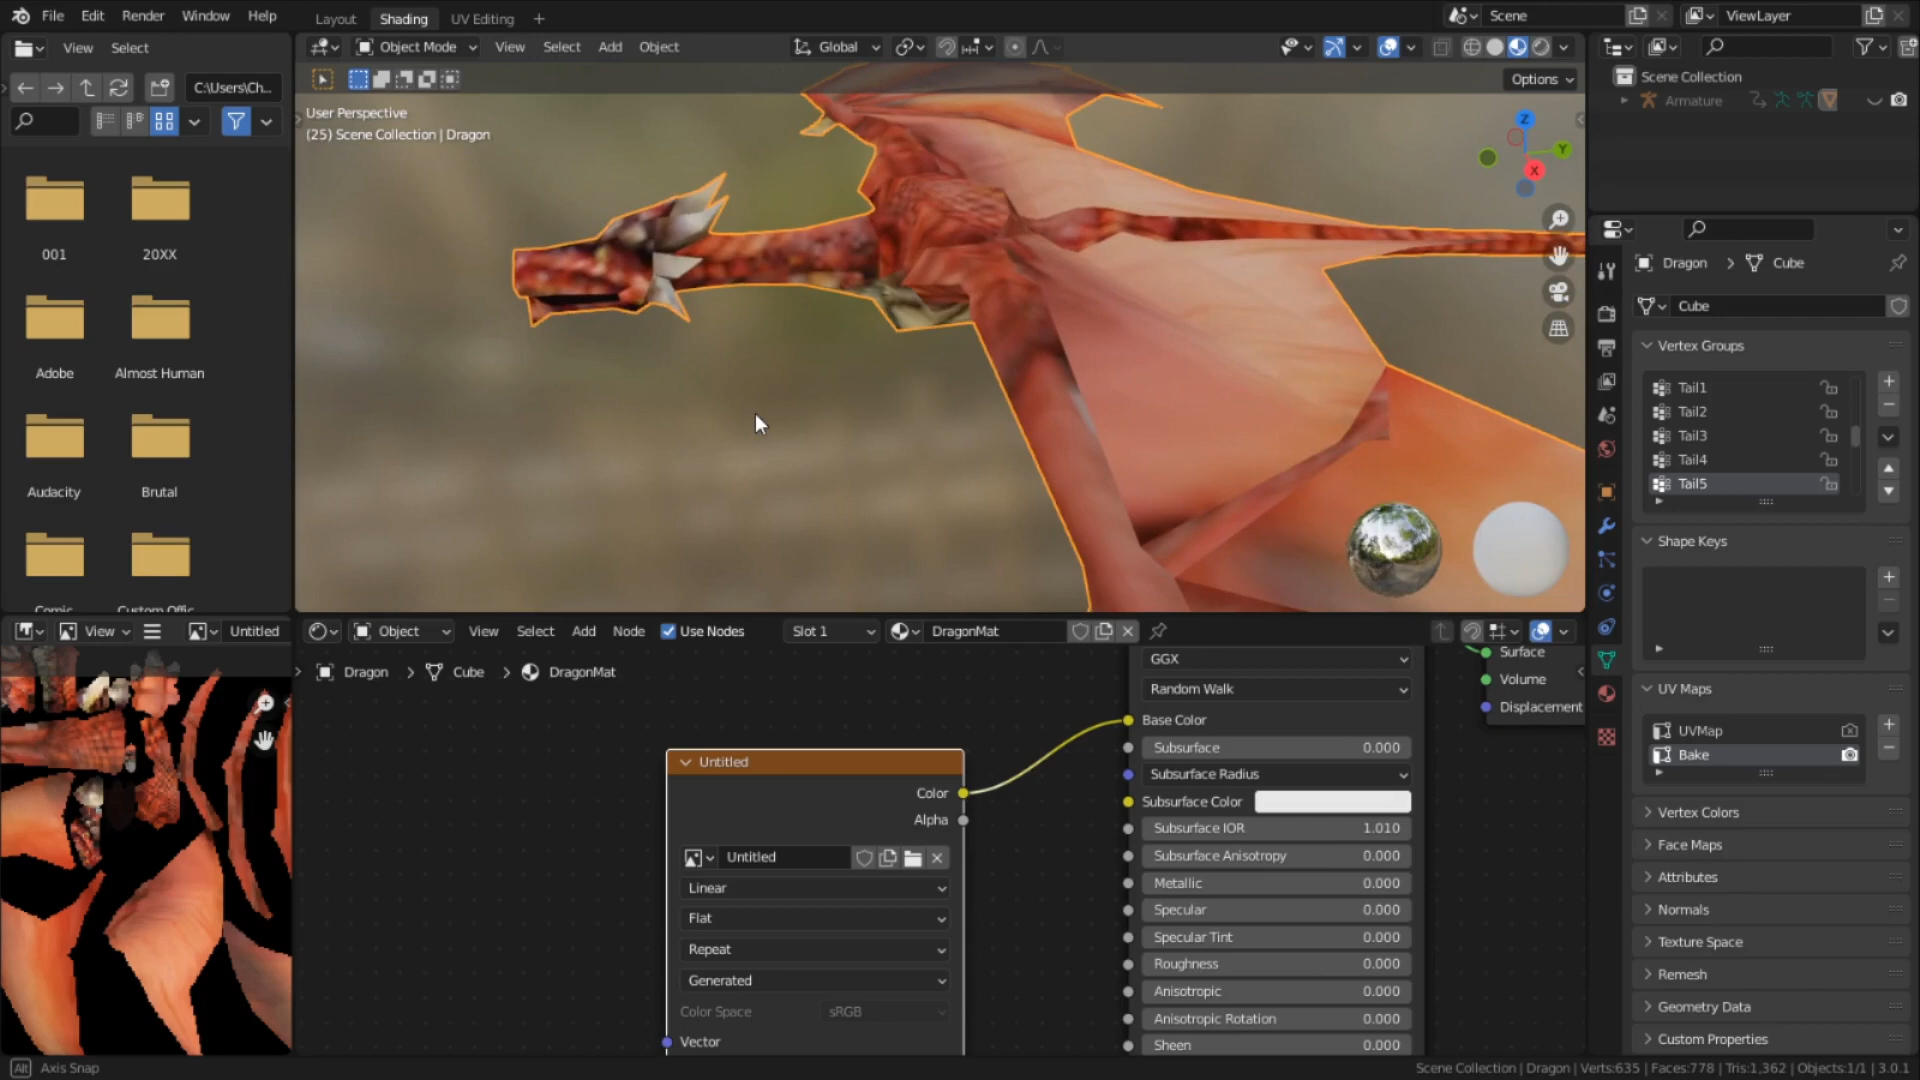 File Edit Render Window Help
Layout Shading UV Editing +
Scene
ViewLayer
View Select
Object Mode
View Select Add Object
Global
Options
C:\Users\Ch...
User Perspective
(25) Scene Collection | Dragon
001
20XX
Adobe
Almost Human
Audacity
Brutal
Comic
Custom Offic...
Z
Y
X
Scene Collection
Armature
Dragon > Cube
Cube
Vertex Groups
Tail1
Tail2
Tail3
Tail4
Tail5
Shape Keys
UV Maps
UVMap
Bake
Vertex Colors
Face Maps
Attributes
Normals
Texture Space
Remesh
Geometry Data
Custom Properties
View
Untitled
Object
View Select Add Node Use Nodes
Slot 1
DragonMat
Dragon > Cube > DragonMat
Untitled
Color
Alpha
Untitled
Linear
Flat
Repeat
Generated
Color Space sRGB
Vector
GGX
Random Walk
Base Color
Subsurface 0.000
Subsurface Radius
Subsurface Color
Subsurface IOR 1.010
Subsurface Anisotropy 0.000
Metallic 0.000
Specular 0.000
Specular Tint 0.000
Roughness 0.000
Anisotropic 0.000
Anisotropic Rotation 0.000
Sheen 0.000
Surface
Volume
Displacement
Alt Axis Snap
Scene Collection | Dragon | Verts:635 | Faces:778 | Tris:1,362 | Objects:1/1 | 3.0.1